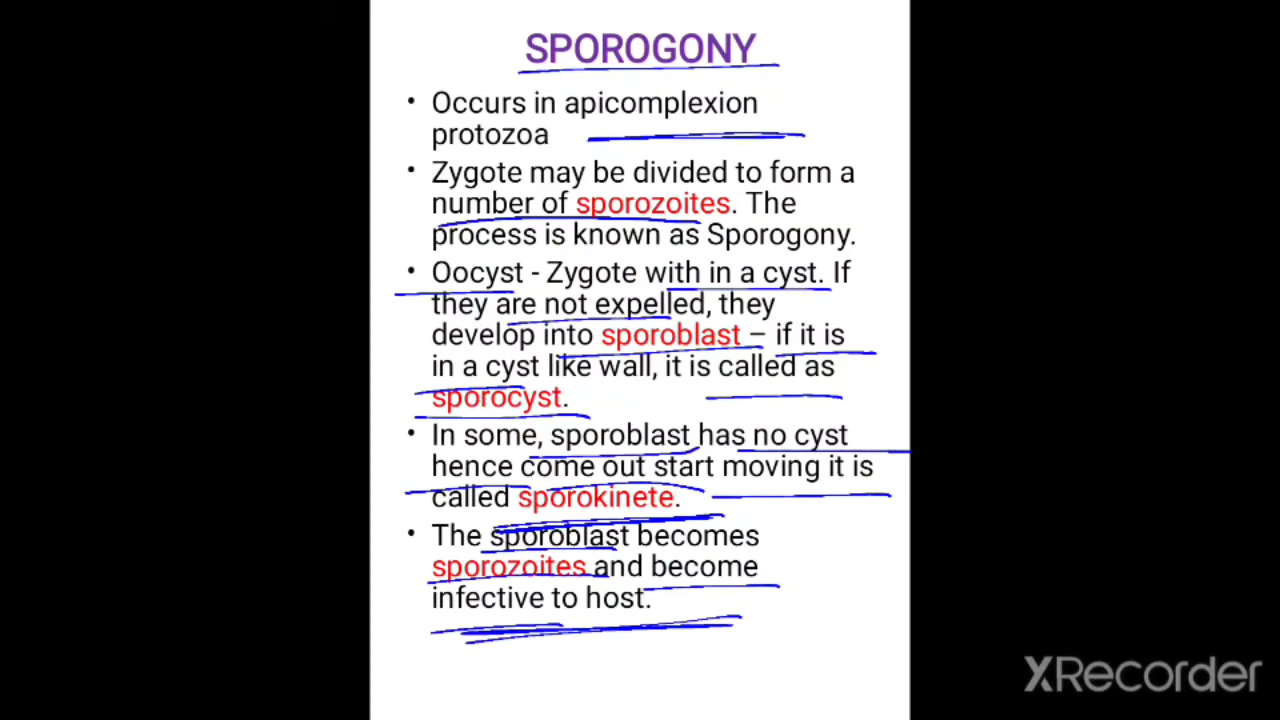 SPOROGONY
• Occurs in apicomplexion
protozoa
• Zygote may be divided to form a
number of sporozoites. The
process is known as Sporogony.
• Oocyst - Zygote with in a cyst. If
they are not expelled, they
develop into sporoblast – if it is
in a cyst like wall, it is called as
sporocyst.
• In some, sporoblast has no cyst
hence come out start moving it is
called sporokinete.
• The sporoblast becomes
sporozoites and become
infective to host.
XRecorder